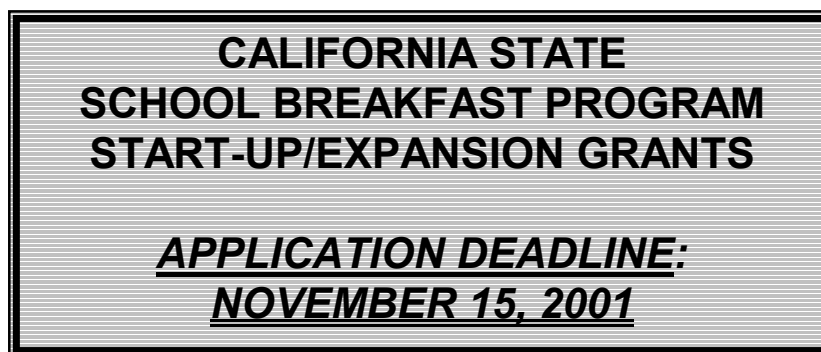 CALIFORNIA STATE
SCHOOL BREAKFAST PROGRAM
START-UP/EXPANSION GRANTS
APPLICATION DEADLINE:
NOVEMBER 15, 2001